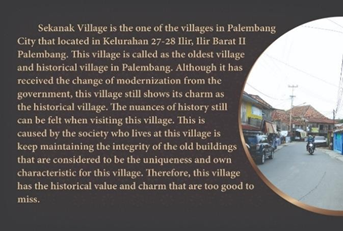 Sekanak Village is the one of the villages in Palembang
City that located in Kelurahan 27-28 Ilir, Ilir Barat II
Palembang. This village is called as the oldest village
and historical village in Palembang. Although it has
received the change of modernization from the
government, this village still shows its charm as
the historical village. The nuances of history still
can be felt when visiting this village. This is
caused by the society who lives at this village is
keep maintaining the integrity of the old buildings
that are considered to be the uniqueness and own
characteristic for this village. Therefore, this village
has the historical value and charm that are too good to
miss.